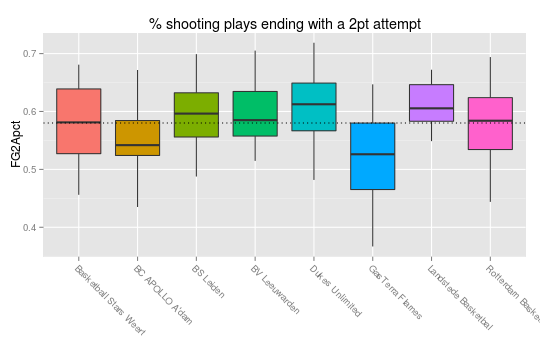 % shooting plays ending with a 2pt attempt
FG2Apct
0.7
0.6
0.5
0.4
Basketball Stars Weert
BC APOLLO A'dam
BS Leiden
BV Leeuwarden
Dukes Unlimited
GasTerra Flames
Landstede Basketbal
Rotterdam Baske